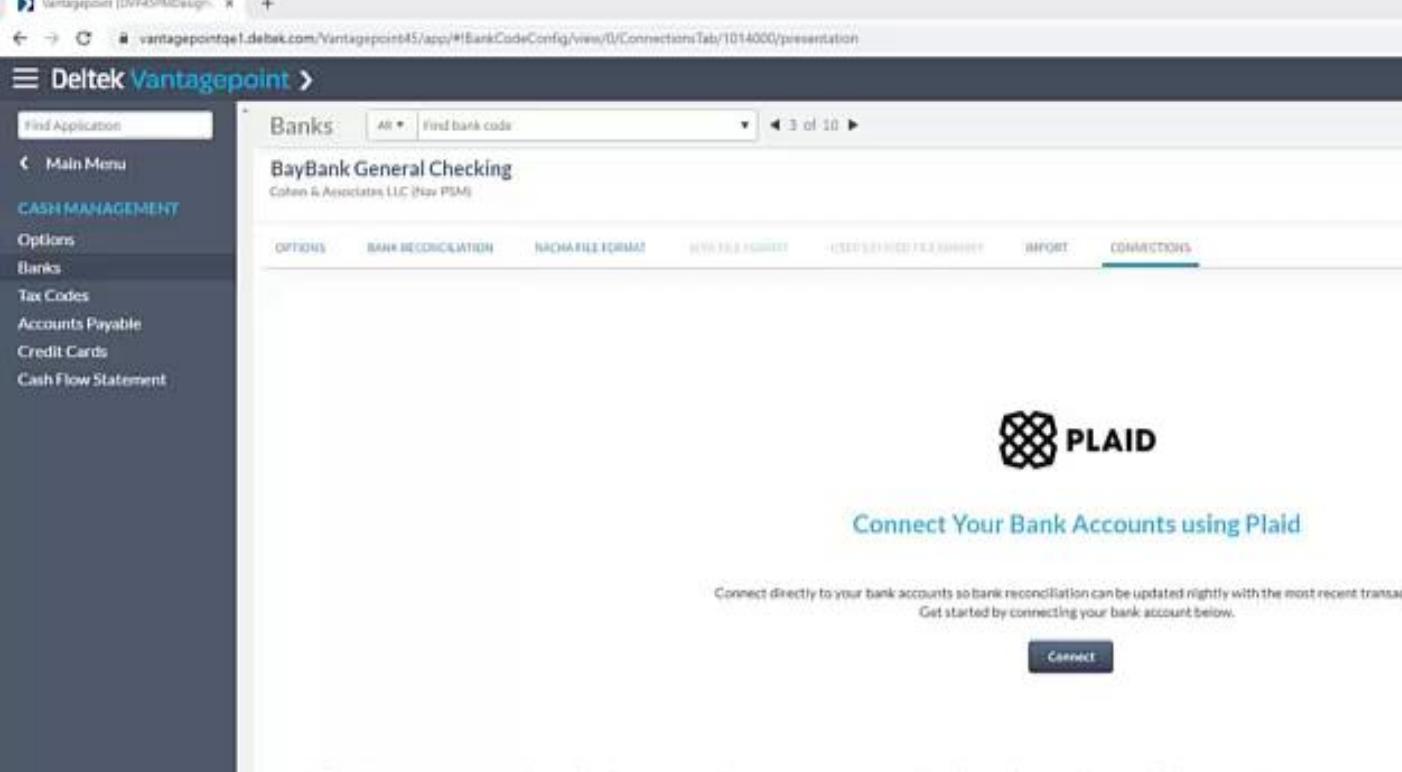 Vantagepoint
vantagepointqe1.deltek.com/Vantagepoint45/app/#!BankCodeConfig/view/0/ConnectionsTab/1014000/presentation
Deltek Vantagepoint
Find Application
Banks
All
Find bank code
3 of 10
Main Menu
BayBank General Checking
Cohen & Associates LLC (Nav PSM)
CASH MANAGEMENT
Options
OPTIONS
BANK RECONCILIATION
NACHA FILE FORMAT
FILE FORMAT
IMPORT
CONNECTIONS
Banks
Tax Codes
Accounts Payable
Credit Cards
Cash Flow Statement
PLAID
Connect Your Bank Accounts using Plaid
Connect directly to your bank accounts so bank reconciliation can be updated nightly with the most recent transa
Get started by connecting your bank account below.
Connect